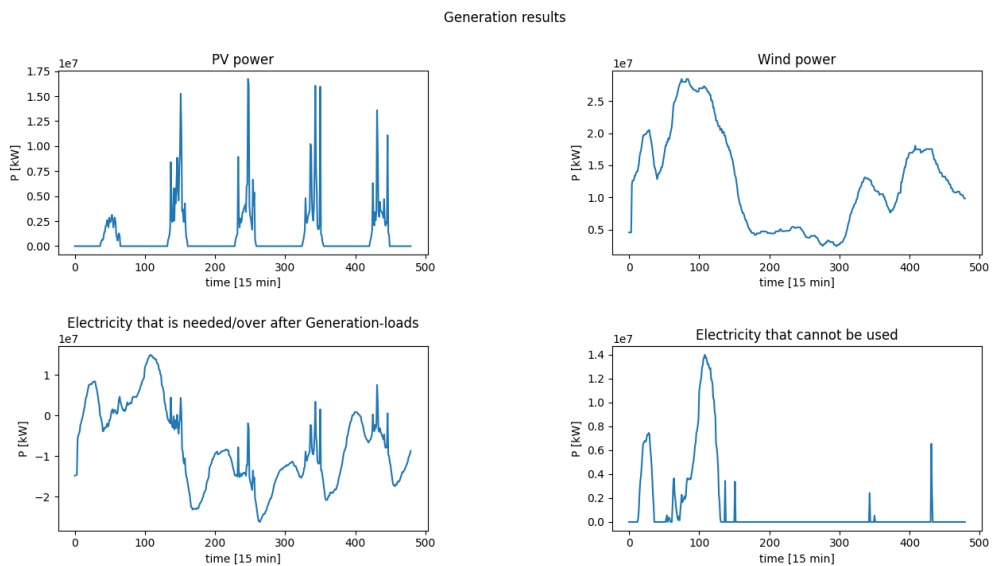 Generation results
PV power
1e7
P [kW]
1.75
1.50
1.25
1.00
0.75
0.50
0.25
0.00
0 100 200 300 400 500
time [15 min]
Wind power
1e7
P [kW]
2.5
2.0
1.5
1.0
0.5
0 100 200 300 400 500
time [15 min]
Electricity that is needed/over after Generation-loads
1e7
P [kW]
1
0
−1
−2
0 100 200 300 400 500
time [15 min]
Electricity that cannot be used
1e7
P [kW]
1.4
1.2
1.0
0.8
0.6
0.4
0.2
0.0
0 100 200 300 400 500
time [15 min]